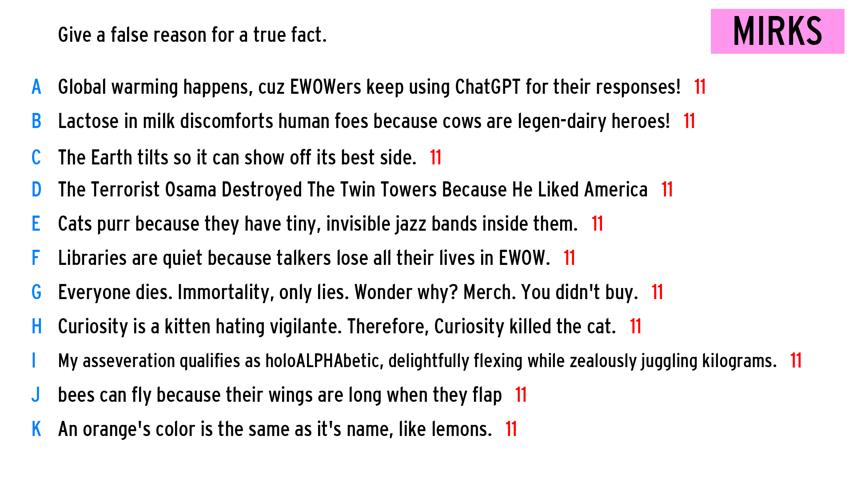 Give a false reason for a true fact.
MIRKS
A Global warming happens, cuz EWOWers keep using ChatGPT for their responses! 11
B Lactose in milk discomforts human foes because cows are legen-dairy heroes! 11
C The Earth tilts so it can show off its best side. 11
D The Terrorist Osama Destroyed The Twin Towers Because He Liked America 11
E Cats purr because they have tiny, invisible jazz bands inside them. 11
F Libraries are quiet because talkers lose all their lives in EWOW. 11
G Everyone dies. Immortality, only lies. Wonder why? Merch. You didn't buy. 11
H Curiosity is a kitten hating vigilante. Therefore, Curiosity killed the cat. 11
I My asseveration qualifies as holoALPHAbetic, delightfully flexing while zealously juggling kilograms. 11
J bees can fly because their wings are long when they flap 11
K An orange's color is the same as it's name, like lemons. 11